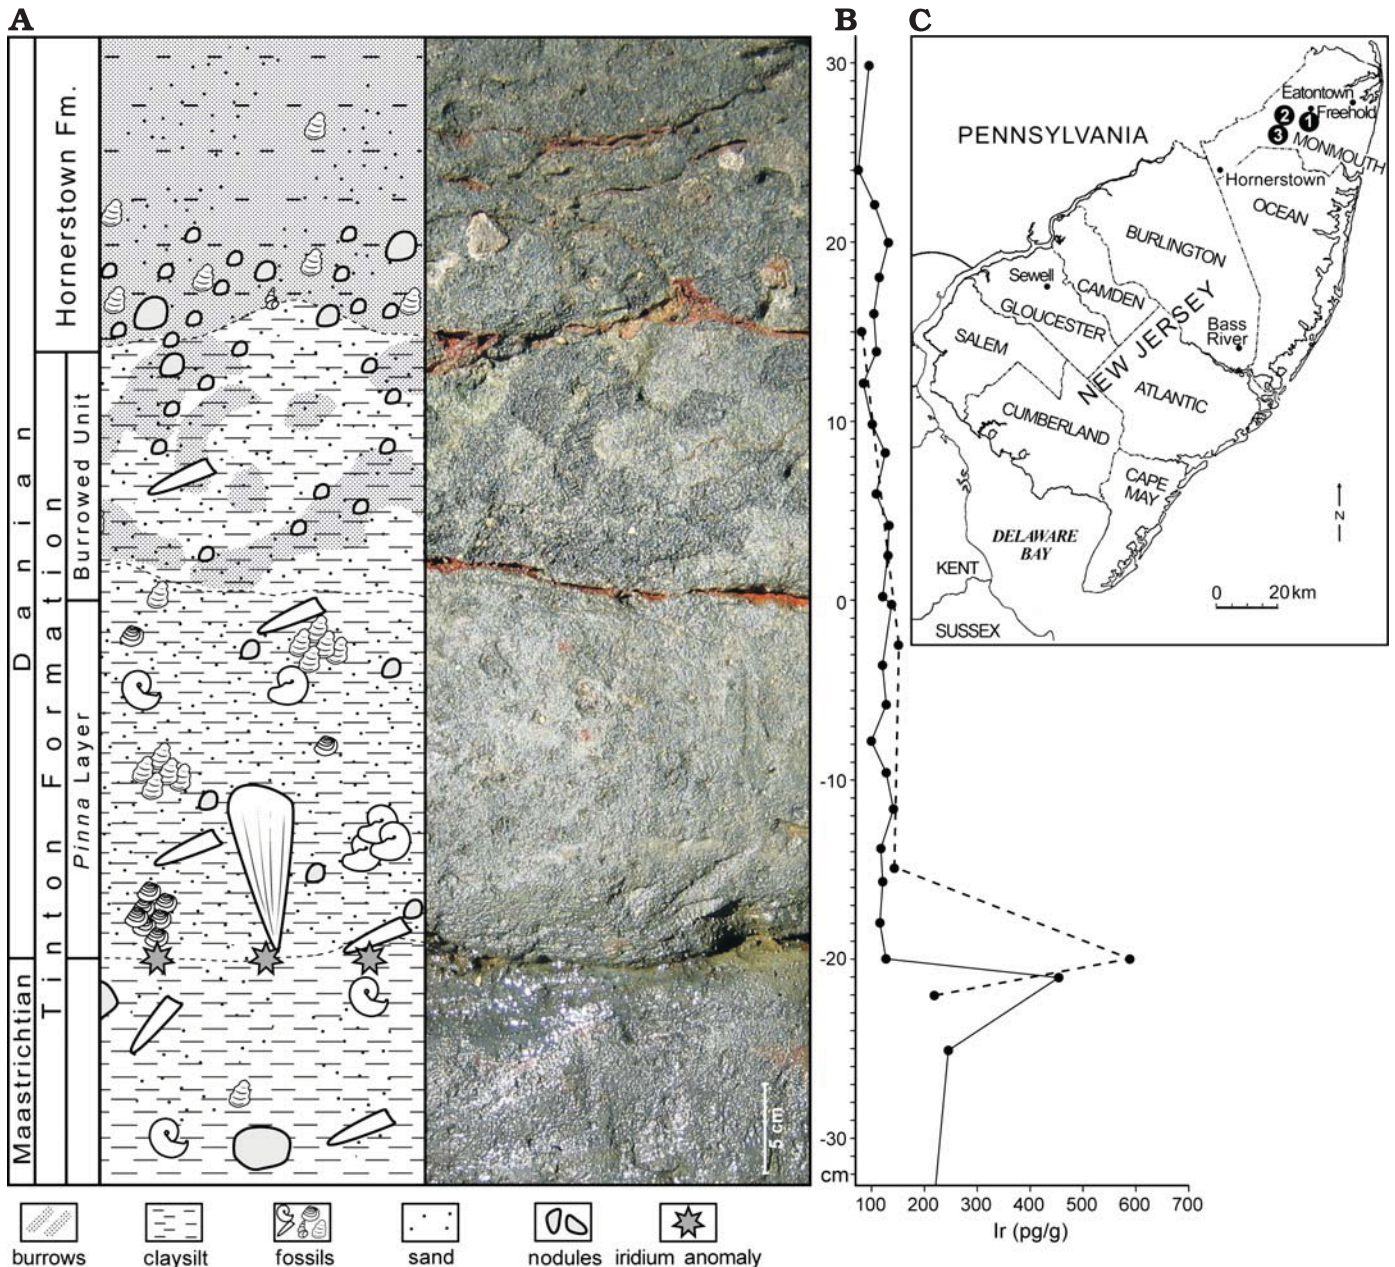 A
B
C
Hornerstown Fm.
Danian
Tinton Formation
Burrowed Unit
Pinna Layer
Maastrichtian
5 cm
burrows
claysilt
fossils
sand
nodules
iridium anomaly
30
20
10
0
-10
-20
-30
cm
100 200 300 400 500 600 700
Ir (pg/g)
PENNSYLVANIA
Eatontown
Freehold
2
1
3
MONMOUTH
Hornerstown
OCEAN
BURLINGTON
Sewell
CAMDEN
GLOUCESTER
NEW JERSEY
SALEM
Bass
River
ATLANTIC
CUMBERLAND
CAPE
MAY
N
DELAWARE
BAY
KENT
0 20 km
SUSSEX